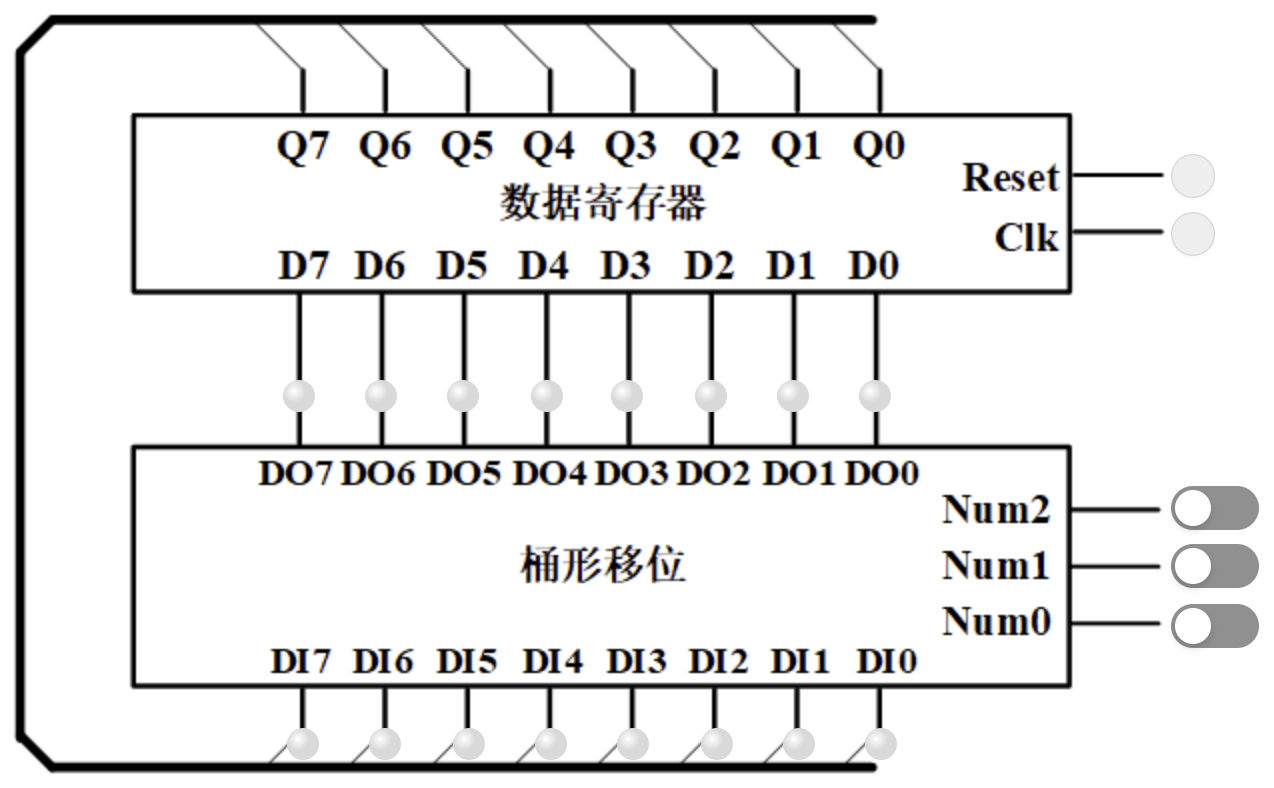 Q7 Q6 Q5 Q4 Q3 Q2 Q1 Q0
Reset
数据寄存器
Clk
D7 D6 D5 D4 D3 D2 D1 D0
DO7 DO6 DO5 DO4 DO3 DO2 DO1 DO0
Num2
桶形移位
Num1
Num0
DI7 DI6 DI5 DI4 DI3 DI2 DI1 DI0